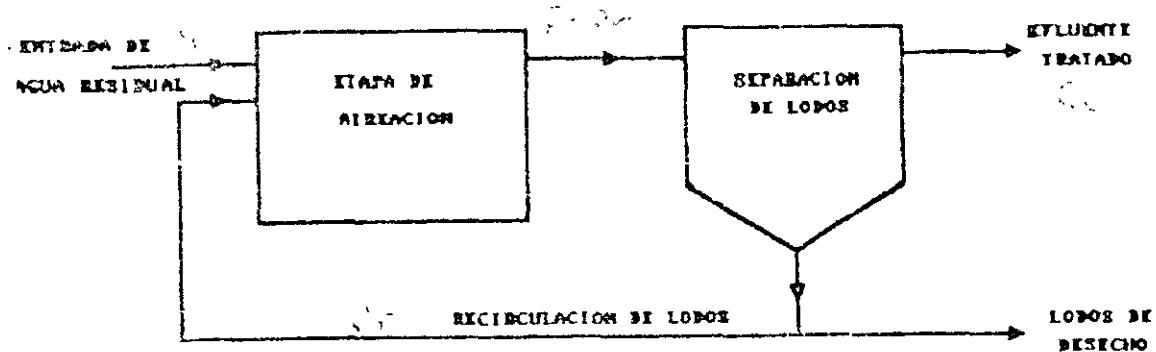 ENTRADA DE
AGUA RESIDUAL
ETAPA DE
AIREACION
SEPARACION
DE LODOS
EFLUENTE
TRATADO
RECIRCULACION DE LODOS
LODOS DE
DESECHO